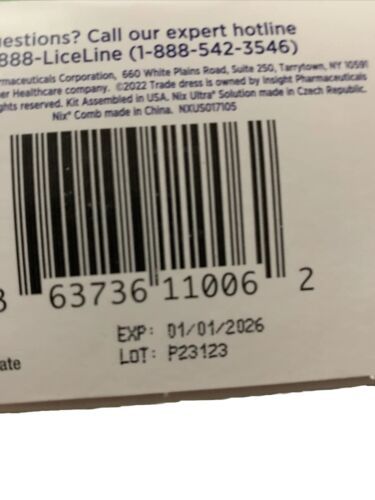 uestions? Call our expert hotline
888-LiceLine (1-888-542-3546)
rmaceuticals Corporation, 660 White Plains Road, Suite 250, Tarrytown, NY 10591
er Healthcare company. ©2022 Trade dress is owned by Insight Pharmaceuticals
ghts reserved. Kit Assembled in USA. Nix Ultra® Solution made in Czech Republic.
Nix® Comb made in China. NXUS017105
8 63736 11006 2
EXP: 01/01/2026
LOT: P23123
ate